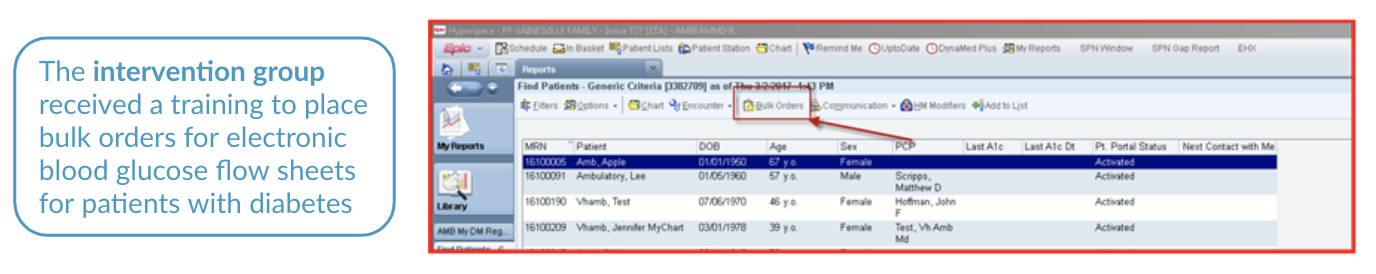 The intervention group
received a training to place
bulk orders for electronic
blood glucose flow sheets
for patients with diabetes
Hyperspace - PP GAINESVILLE FAMILY - Inova TST [1TA] - AMBFAMMD R.
Epic Schedule In Basket Patient Lists Patient Station Chart Remind Me UptoDate DynaMed Plus My Reports SPN Window SPN Gap Report EHX
Reports
Find Patients - Generic Criteria [3382709] as of Thu 3/2/2017 1:43 PM
Filters Options Chart Encounter Bulk Orders Communication HM Modifiers Add to List
My Reports
MRN Patient DOB Age Sex PCP Last A1c Last A1c Dt Pt. Portal Status Next Contact with Me
16100005 Amb, Apple 01/01/1950 67 y.o. Female Activated
16100091 Ambulatory, Lee 01/05/1960 57 y.o. Male Scripps, Activated
Matthew D
16100190 Vhamb, Test 07/06/1970 46 y.o. Female Hoffman, John Activated
F
Library
16100209 Vhamb, Jennifer MyChart 03/01/1978 39 y.o. Female Test, Vh Amb Activated
Md
AMB My DM Reg...